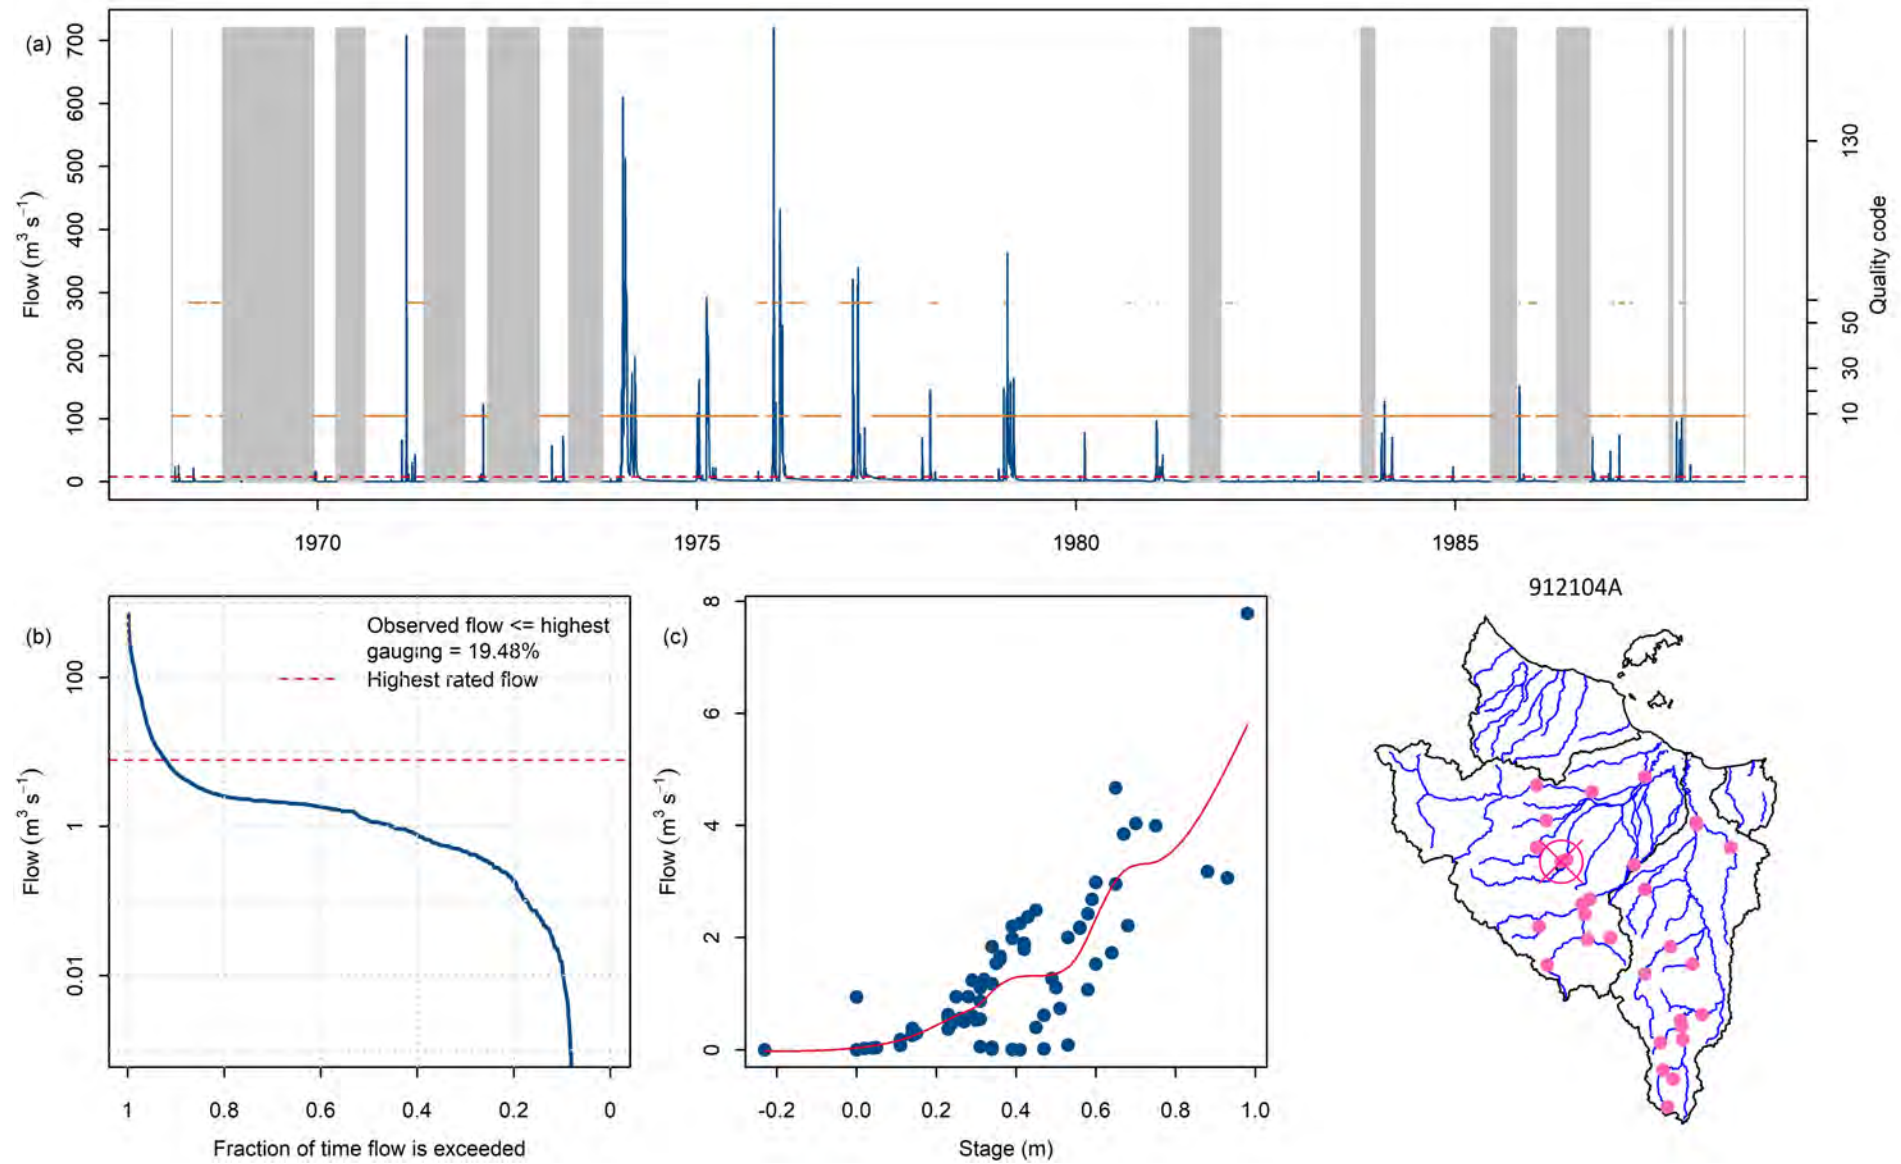 (a)
Flow (m³ s⁻¹)
0
100
200
300
400
500
600
700
Quality code
10
30
50
130
1970
1975
1980
1985
(b)
Flow (m³ s⁻¹)
0.01
1
100
Observed flow <= highest
gauging = 19.48%
Highest rated flow
1
0.8
0.6
0.4
0.2
0
Fraction of time flow is exceeded
(c)
Flow (m³ s⁻¹)
0
2
4
6
8
-0.2
0.0
0.2
0.4
0.6
0.8
1.0
Stage (m)
912104A